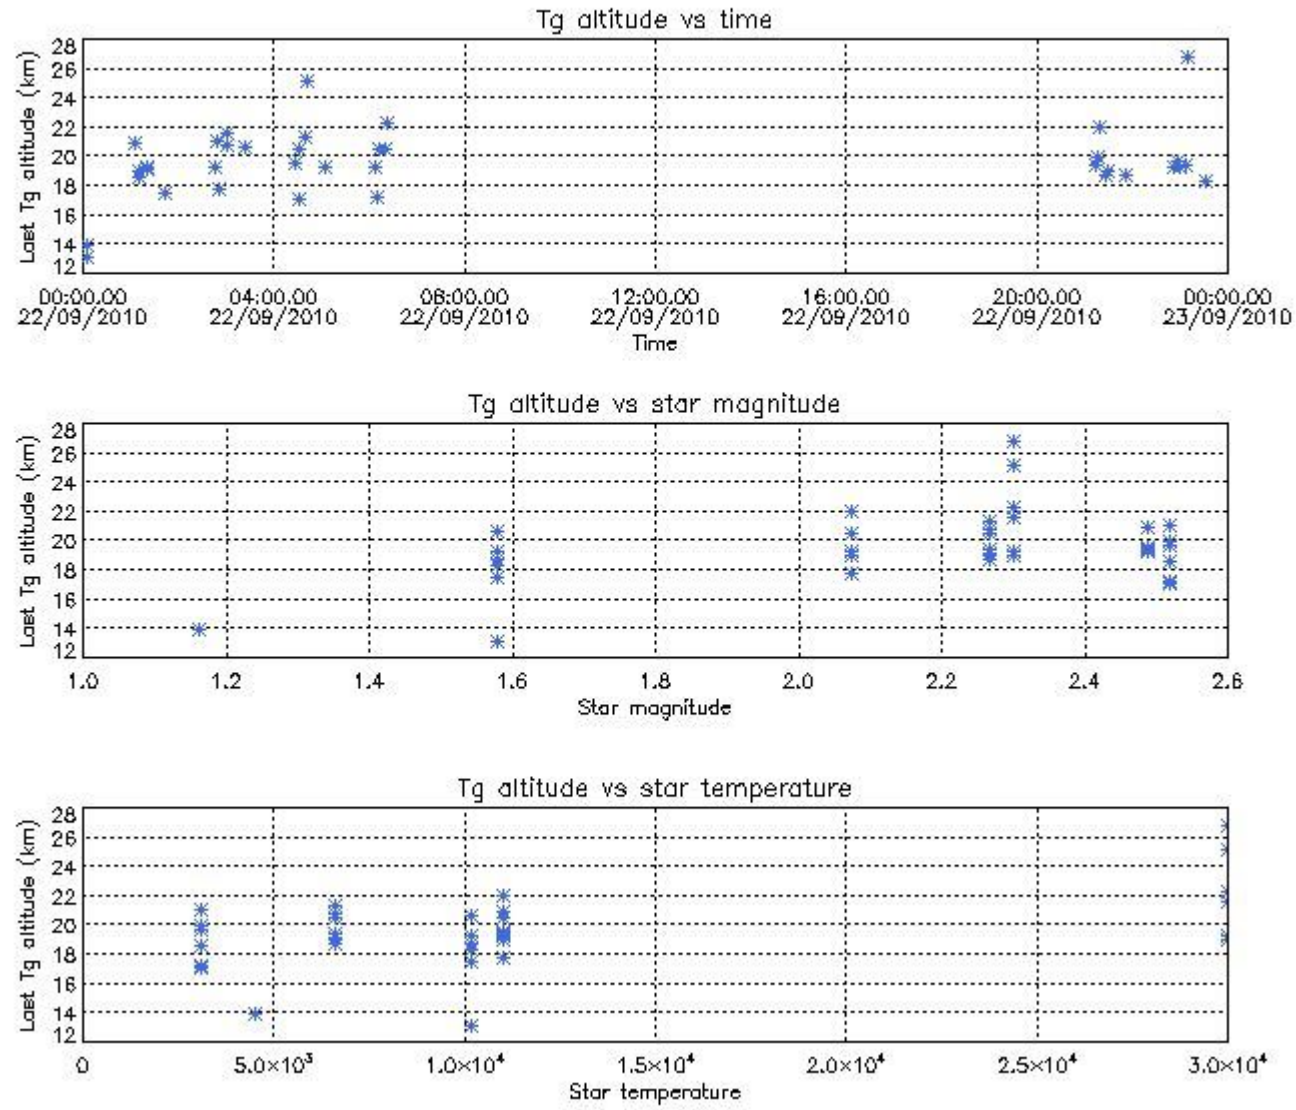 Tg altitude vs time
Last Tg altitude (km)
28
26
24
22
20
18
16
14
12
00:00.00 04:00.00 08:00.00 12:00.00 16:00.00 20:00.00 00:00.00
22/09/2010 22/09/2010 22/09/2010 22/09/2010 22/09/2010 22/09/2010 23/09/2010
Time
Tg altitude vs star magnitude
Last Tg altitude (km)
28
26
24
22
20
18
16
14
12
1.0 1.2 1.4 1.6 1.8 2.0 2.2 2.4 2.6
Star magnitude
Tg altitude vs star temperature
Last Tg altitude (km)
28
26
24
22
20
18
16
14
12
0 5.0×10³ 1.0×10⁴ 1.5×10⁴ 2.0×10⁴ 2.5×10⁴ 3.0×10⁴
Star temperature